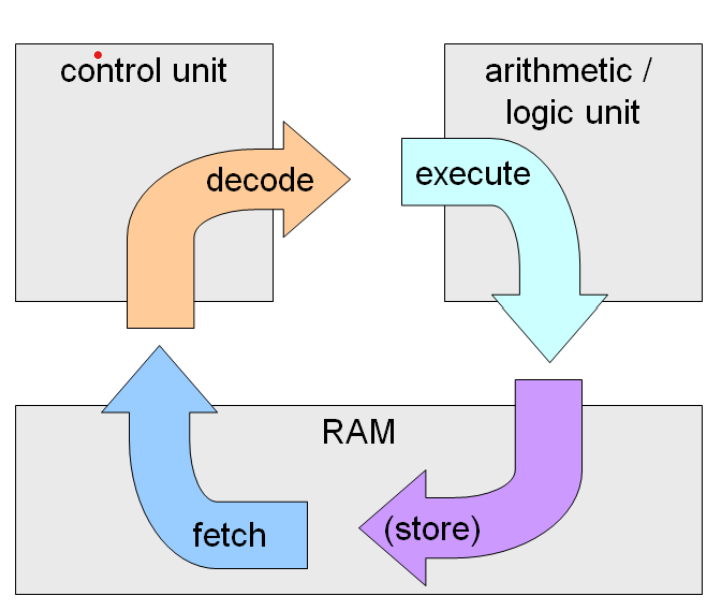 control unit
arithmetic /
logic unit
decode
execute
RAM
fetch
(store)